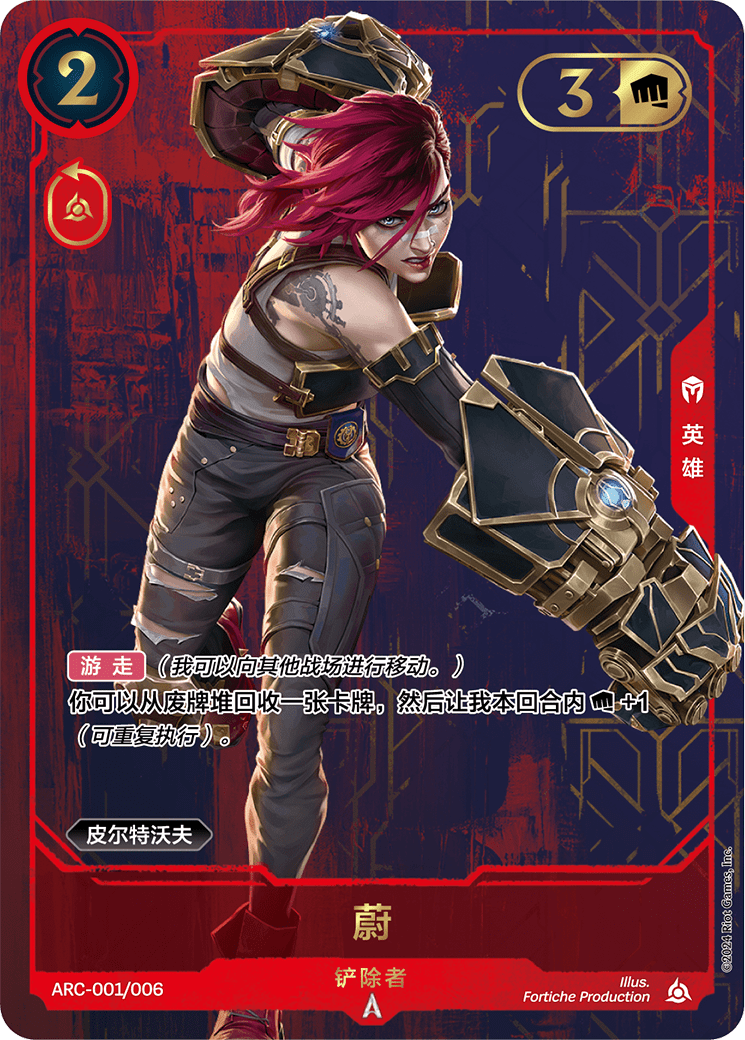 2
3
英雄
游走（我可以向其他战场进行移动。）
你可以从废牌堆回收一张卡牌，然后让我本回合内 +1
（可重复执行）。
皮尔特沃夫
蔚
铲除者
ARC-001/006
Illus.
Fortiche Production
©2024 Riot Games, Inc.